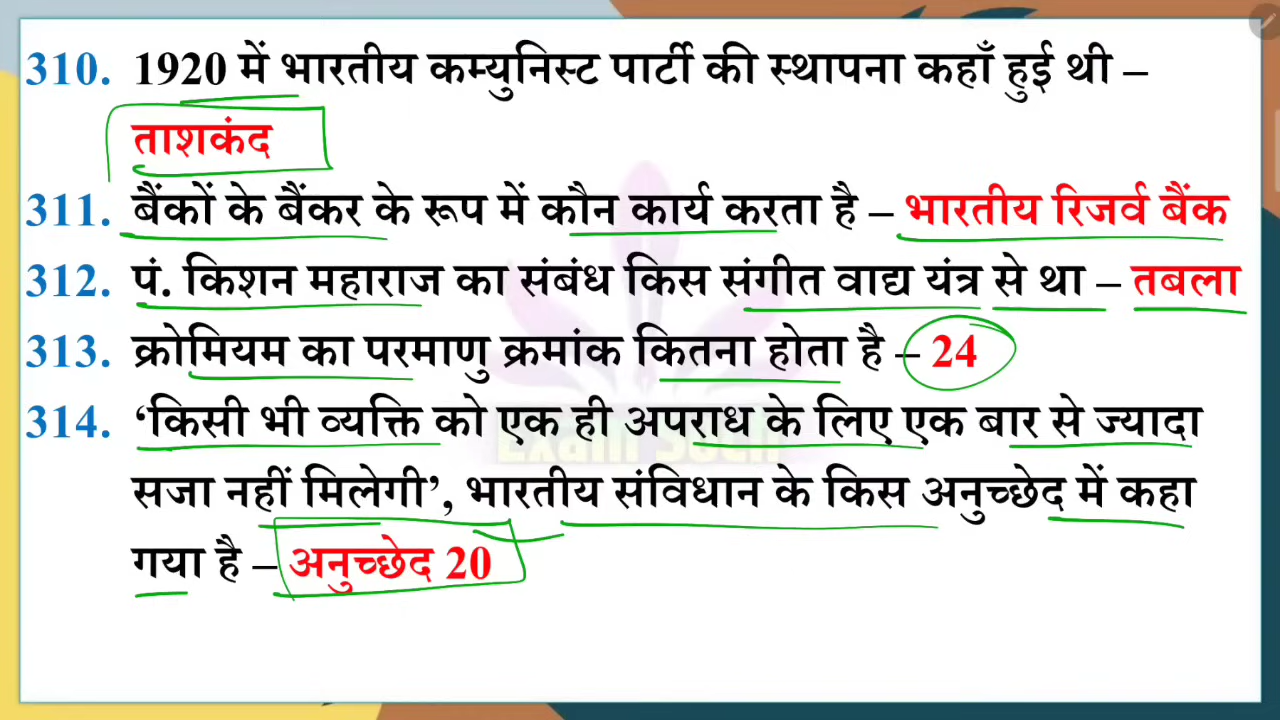 310. 1920 में भारतीय कम्युनिस्ट पार्टी की स्थापना कहाँ हुई थी –
ताशकंद
311. बैंकों के बैंकर के रूप में कौन कार्य करता है – भारतीय रिजर्व बैंक
312. पं. किशन महाराज का संबंध किस संगीत वाद्य यंत्र से था – तबला
313. क्रोमियम का परमाणु क्रमांक कितना होता है – 24
314. ‘किसी भी व्यक्ति को एक ही अपराध के लिए एक बार से ज्यादा
सजा नहीं मिलेगी’, भारतीय संविधान के किस अनुच्छेद में कहा
गया है – अनुच्छेद 20